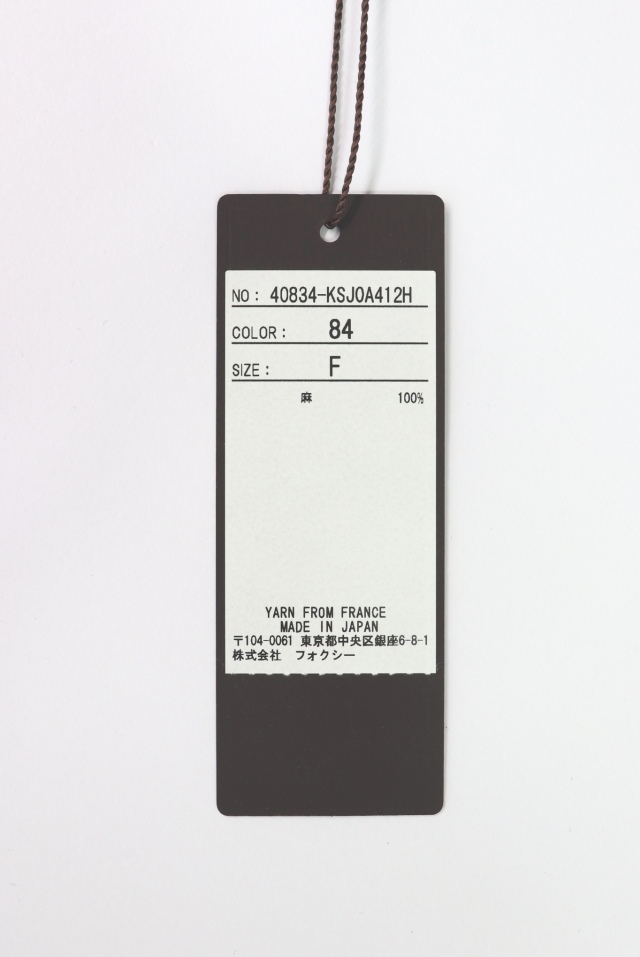 NO: 40834-KSJ0A412H
COLOR: 84
SIZE: F
麻 100%
YARN FROM FRANCE
MADE IN JAPAN
〒104-0061 東京都中央区銀座6-8-1
株式会社 フォクシー